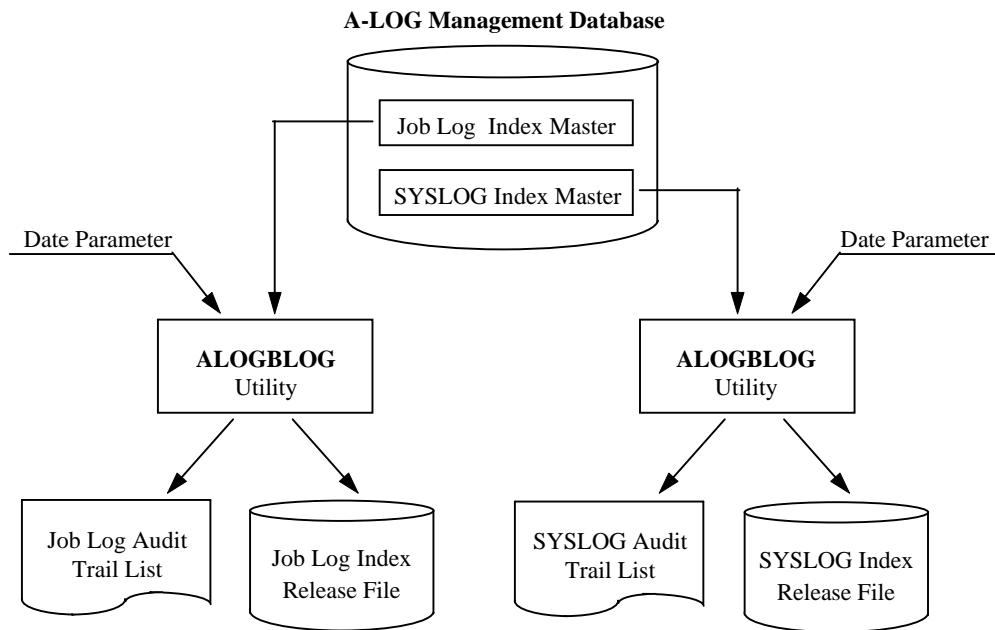 A-LOG Management Database
Job Log Index Master
SYSLOG Index Master
Date Parameter
Date Parameter
ALOGBLOG
Utility
ALOGBLOG
Utility
Job Log Audit
Trail List
Job Log Index
Release File
SYSLOG Audit
Trail List
SYSLOG Index
Release File